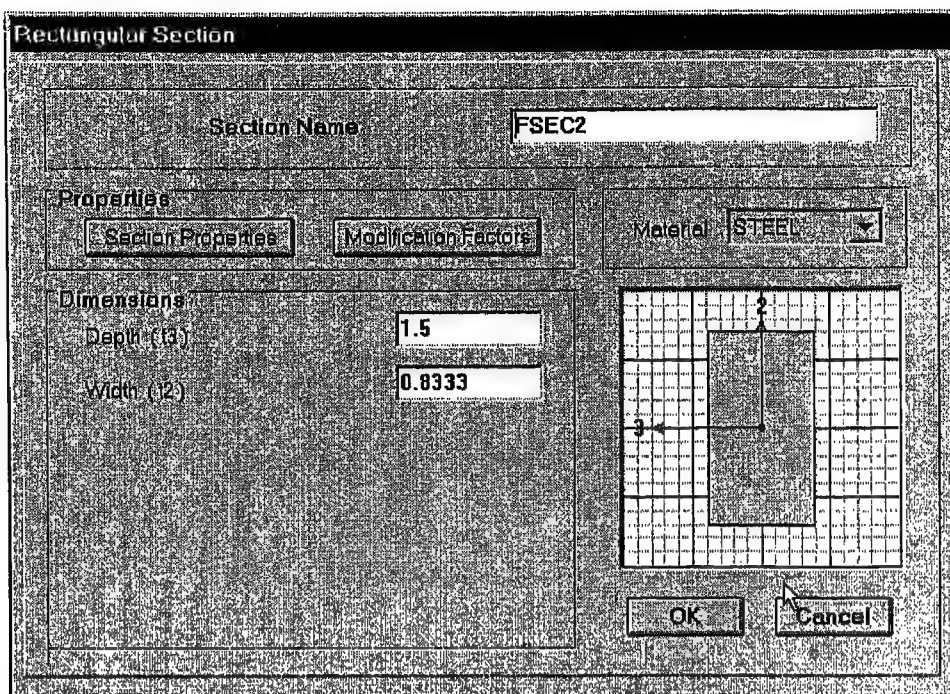 Rectangular Section
Section Name FSEC2
Properties
Section Properties Modification Factors
Material STEEL
Dimensions
Depth (t3) 1.5
Width (t2) 0.8333
2
3
OK Cancel